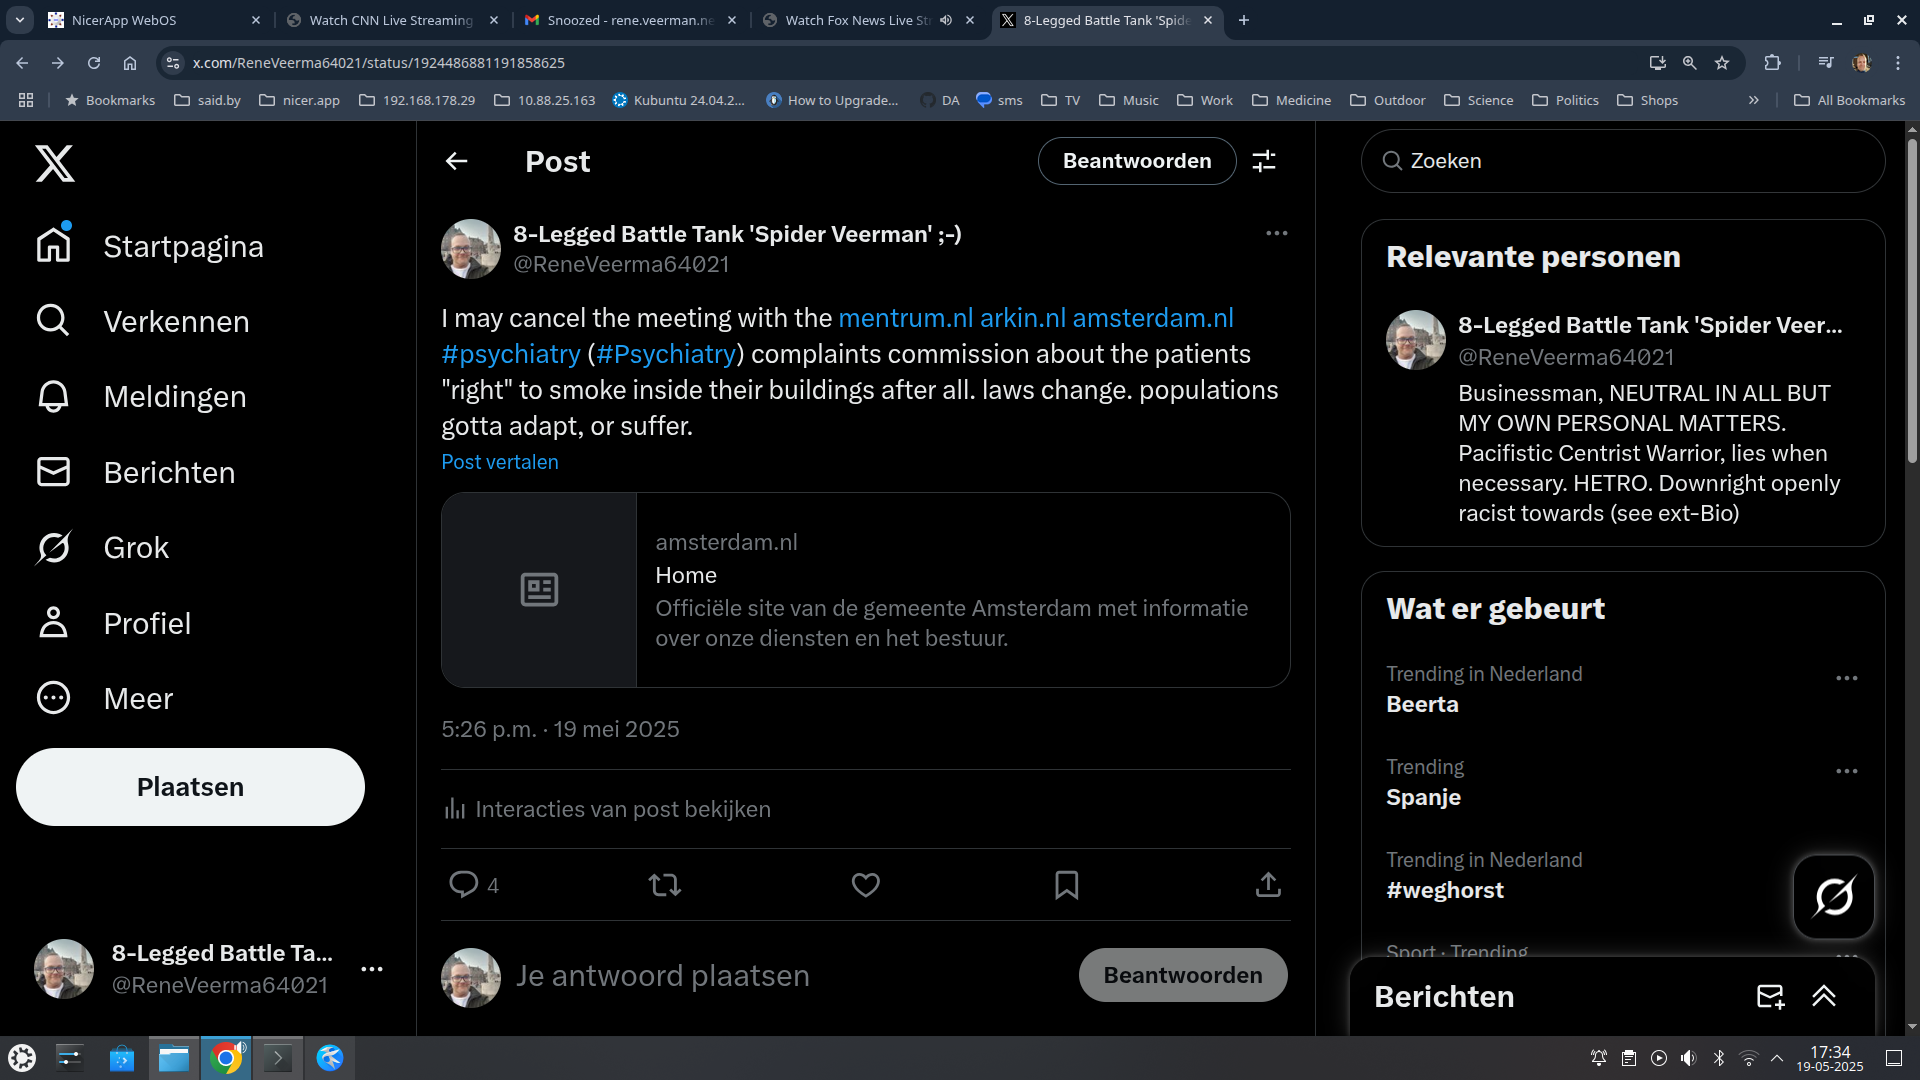 NicerApp WebOS
Watch CNN Live Streaming
Snoozed - rene.veerman.ne
Watch Fox News Live St
8-Legged Battle Tank 'Spide
x.com/ReneVeerma64021/status/1924486881191858625
Bookmarks
said.by
nicer.app
192.168.178.29
10.88.25.163
Kubuntu 24.04.2...
How to Upgrade...
DA
sms
TV
Music
Work
Medicine
Outdoor
Science
Politics
Shops
All Bookmarks
Startpagina
Verkennen
Meldingen
Berichten
Grok
Profiel
Meer
Plaatsen
8-Legged Battle Ta...
@ReneVeerma64021
Post
Beantwoorden
8-Legged Battle Tank 'Spider Veerman' ;-)
@ReneVeerma64021
I may cancel the meeting with the mentrum.nl arkin.nl amsterdam.nl
#psychiatry (#Psychiatry) complaints commission about the patients
"right" to smoke inside their buildings after all. laws change. populations
gotta adapt, or suffer.
Post vertalen
amsterdam.nl
Home
Officiële site van de gemeente Amsterdam met informatie
over onze diensten en het bestuur.
5:26 p.m. · 19 mei 2025
Interacties van post bekijken
4
Je antwoord plaatsen
Beantwoorden
Zoeken
Relevante personen
8-Legged Battle Tank 'Spider Veer...
@ReneVeerma64021
Businessman, NEUTRAL IN ALL BUT
MY OWN PERSONAL MATTERS.
Pacifistic Centrist Warrior, lies when
necessary. HETRO. Downright openly
racist towards (see ext-Bio)
Wat er gebeurt
Trending in Nederland
Beerta
Trending
Spanje
Trending in Nederland
#weghorst
Sport · Trending
Berichten
17:34
19-05-2025